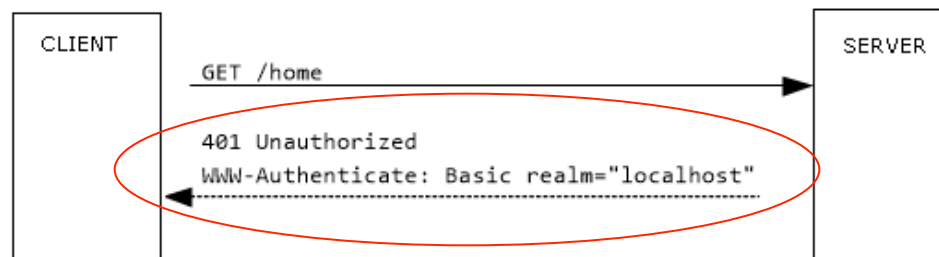 CLIENT
SERVER
GET /home
401 Unauthorized
WWW-Authenticate: Basic realm="localhost"